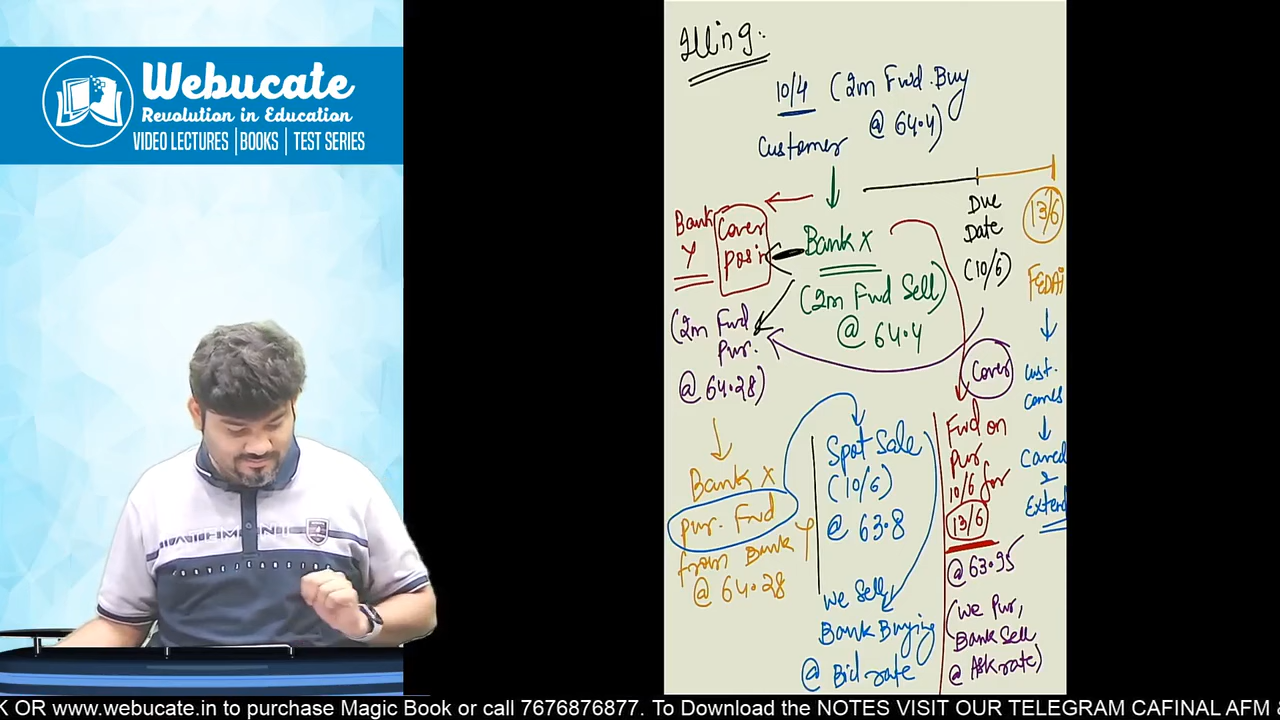 Webucate
Revolution in Education
VIDEO LECTURES | BOOKS | TEST SERIES
10/4 (2m Fwd. Buy
@ 64.4)
Customer
Bank
Y
Cover
Posn
Bank X
(2m Fwd Sell)
@ 64.4
Due
Date
(10/6)
13/6
FEDAi
(2m Fwd
Pur.
@ 64.28)
Cover
Cust.
Comes
Cancel
&
Extend
Bank X
Pur. Fwd
from Bank Y
@ 64.28
Spot Sale
(10/6)
@ 63.8
We Sell,
Bank Buying
@ Bid rate
Fwd on
pur
10/6 for
13/6
@ 63.95
(we Pur,
Bank Sell
@ Ask rate)
K OR www.webucate.in to purchase Magic Book or call 7676876877. To Download the NOTES VISIT OUR TELEGRAM CAFINAL AFM